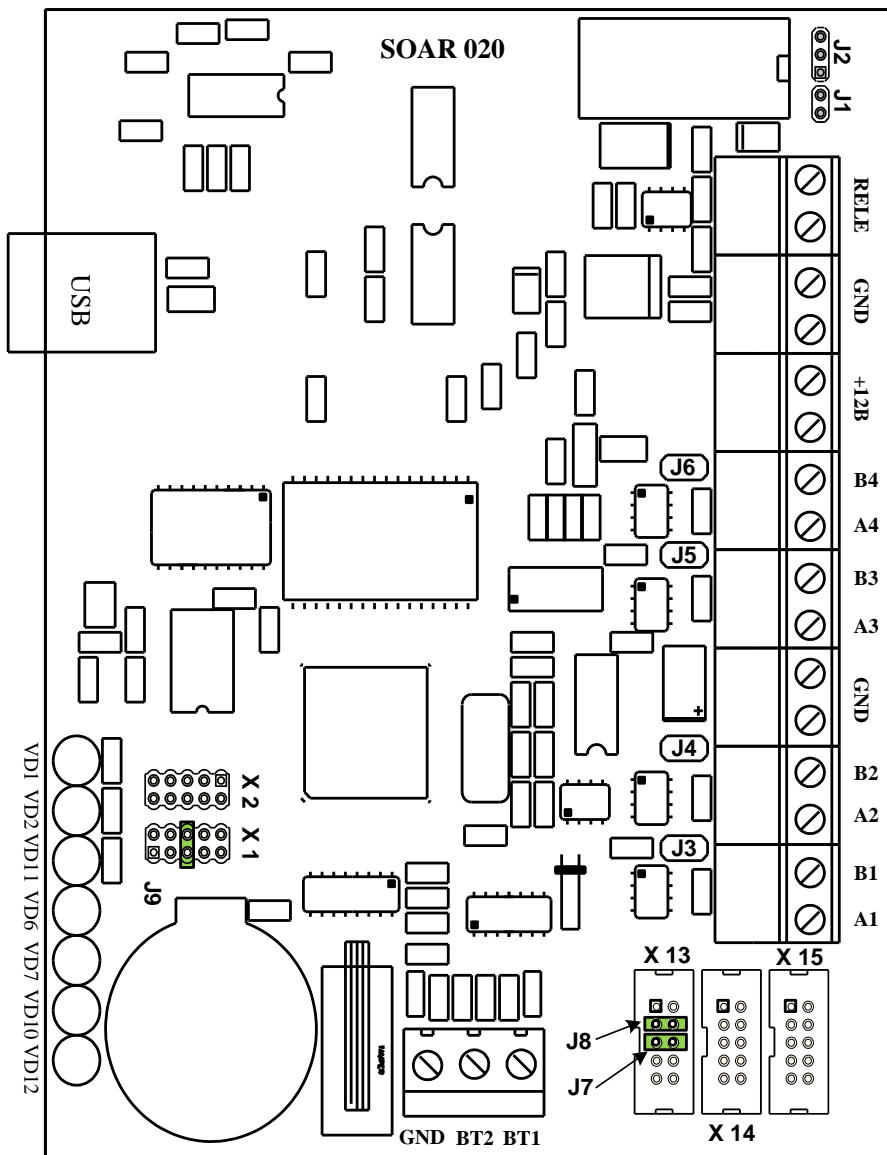 SOAR 020
J2
J1
RELE
GND
+12B
USB
J6
B4
A4
J5
B3
A3
GND
+
J4
B2
A2
J3
B1
A1
X 2
X 1
J9
VD1 VD2 VD11 VD6 VD7 VD10 VD12
X 13
X 15
J8
J7
X 14
GND BT2 BT1